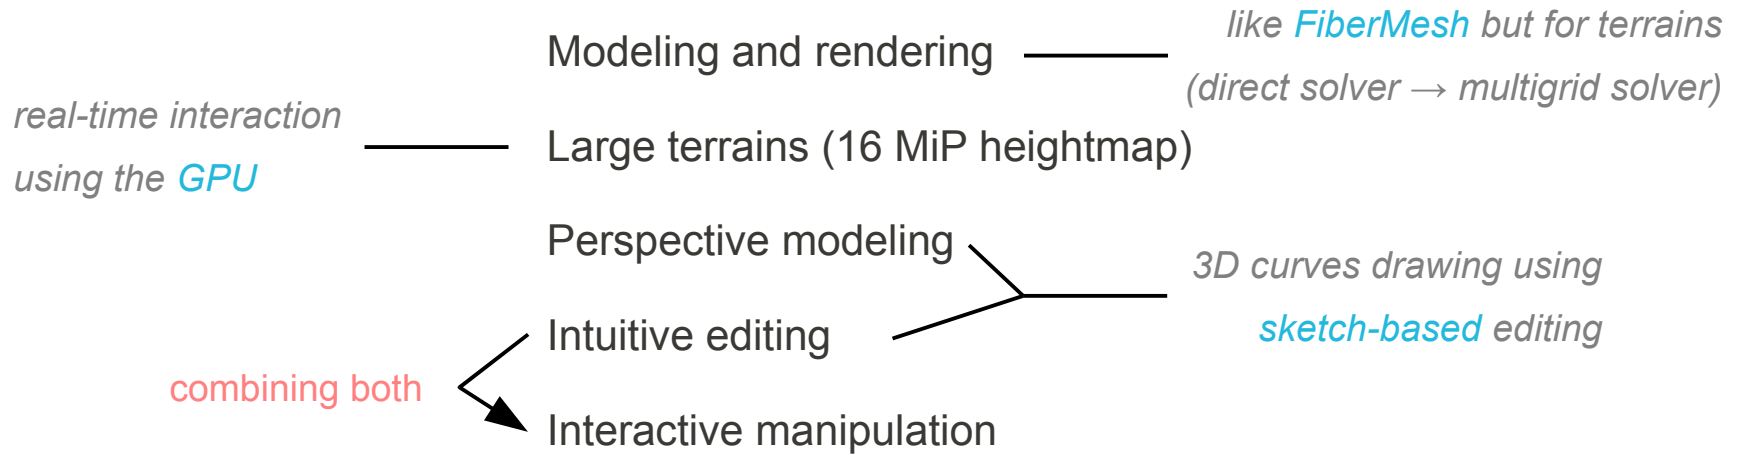 like FiberMesh but for terrains
Modeling and rendering
(direct solver → multigrid solver)
real-time interaction
Large terrains (16 MiP heightmap)
using the GPU
Perspective modeling
3D curves drawing using
Intuitive editing
sketch-based editing
combining both
Interactive manipulation